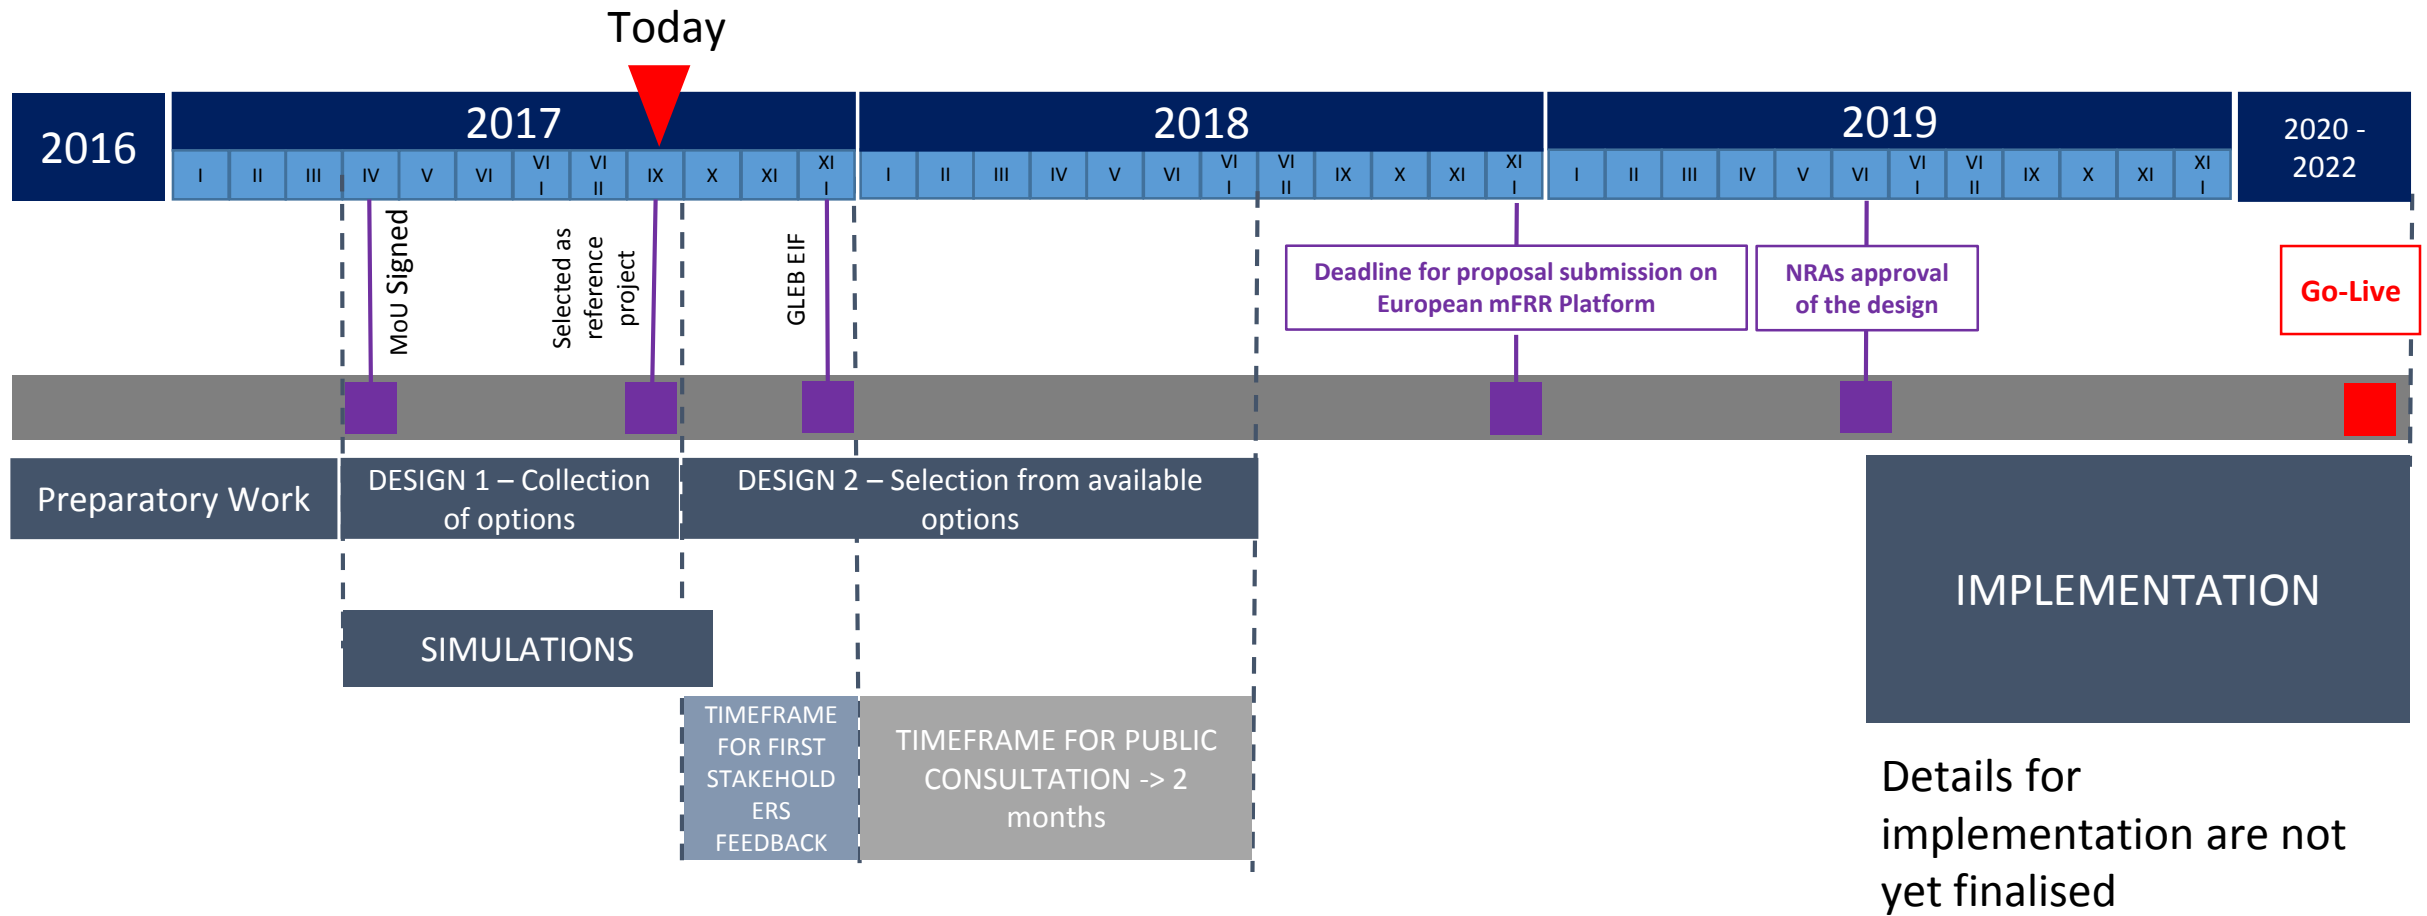 Today
2016
2017
2018
2019
2020 -
2022
I II III IV V VI VI
I VI
II IX X XI XI
I
I II III IV V VI VI
I VI
II IX X XI XI
I
I II III IV V VI VI
I VI
II IX X XI XI
I
MoU Signed
Selected as
reference
project
GLEB EIF
Deadline for proposal submission on
European mFRR Platform
NRAs approval
of the design
Go-Live
Preparatory Work
DESIGN 1 – Collection
of options
DESIGN 2 – Selection from available
options
SIMULATIONS
TIMEFRAME
FOR FIRST
STAKEHOLD
ERS
FEEDBACK
TIMEFRAME FOR PUBLIC
CONSULTATION -> 2
months
IMPLEMENTATION
Details for
implementation are not
yet finalised